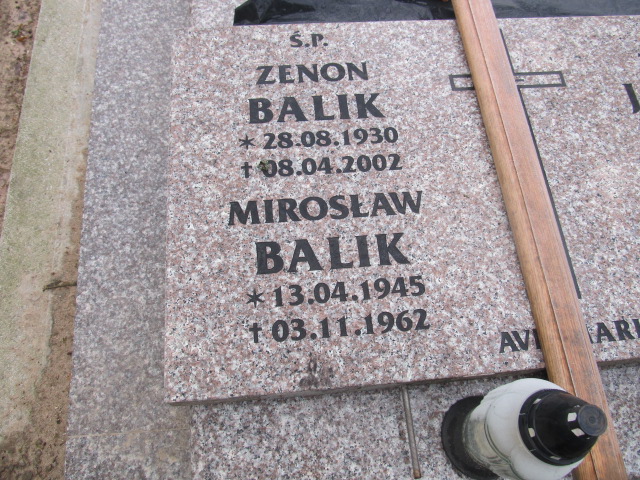 Ś.P.
ZENON
BALIK
* 28.08.1930
† 08.04.2002
MIROSŁAW
BALIK
* 13.04.1945
† 03.11.1962